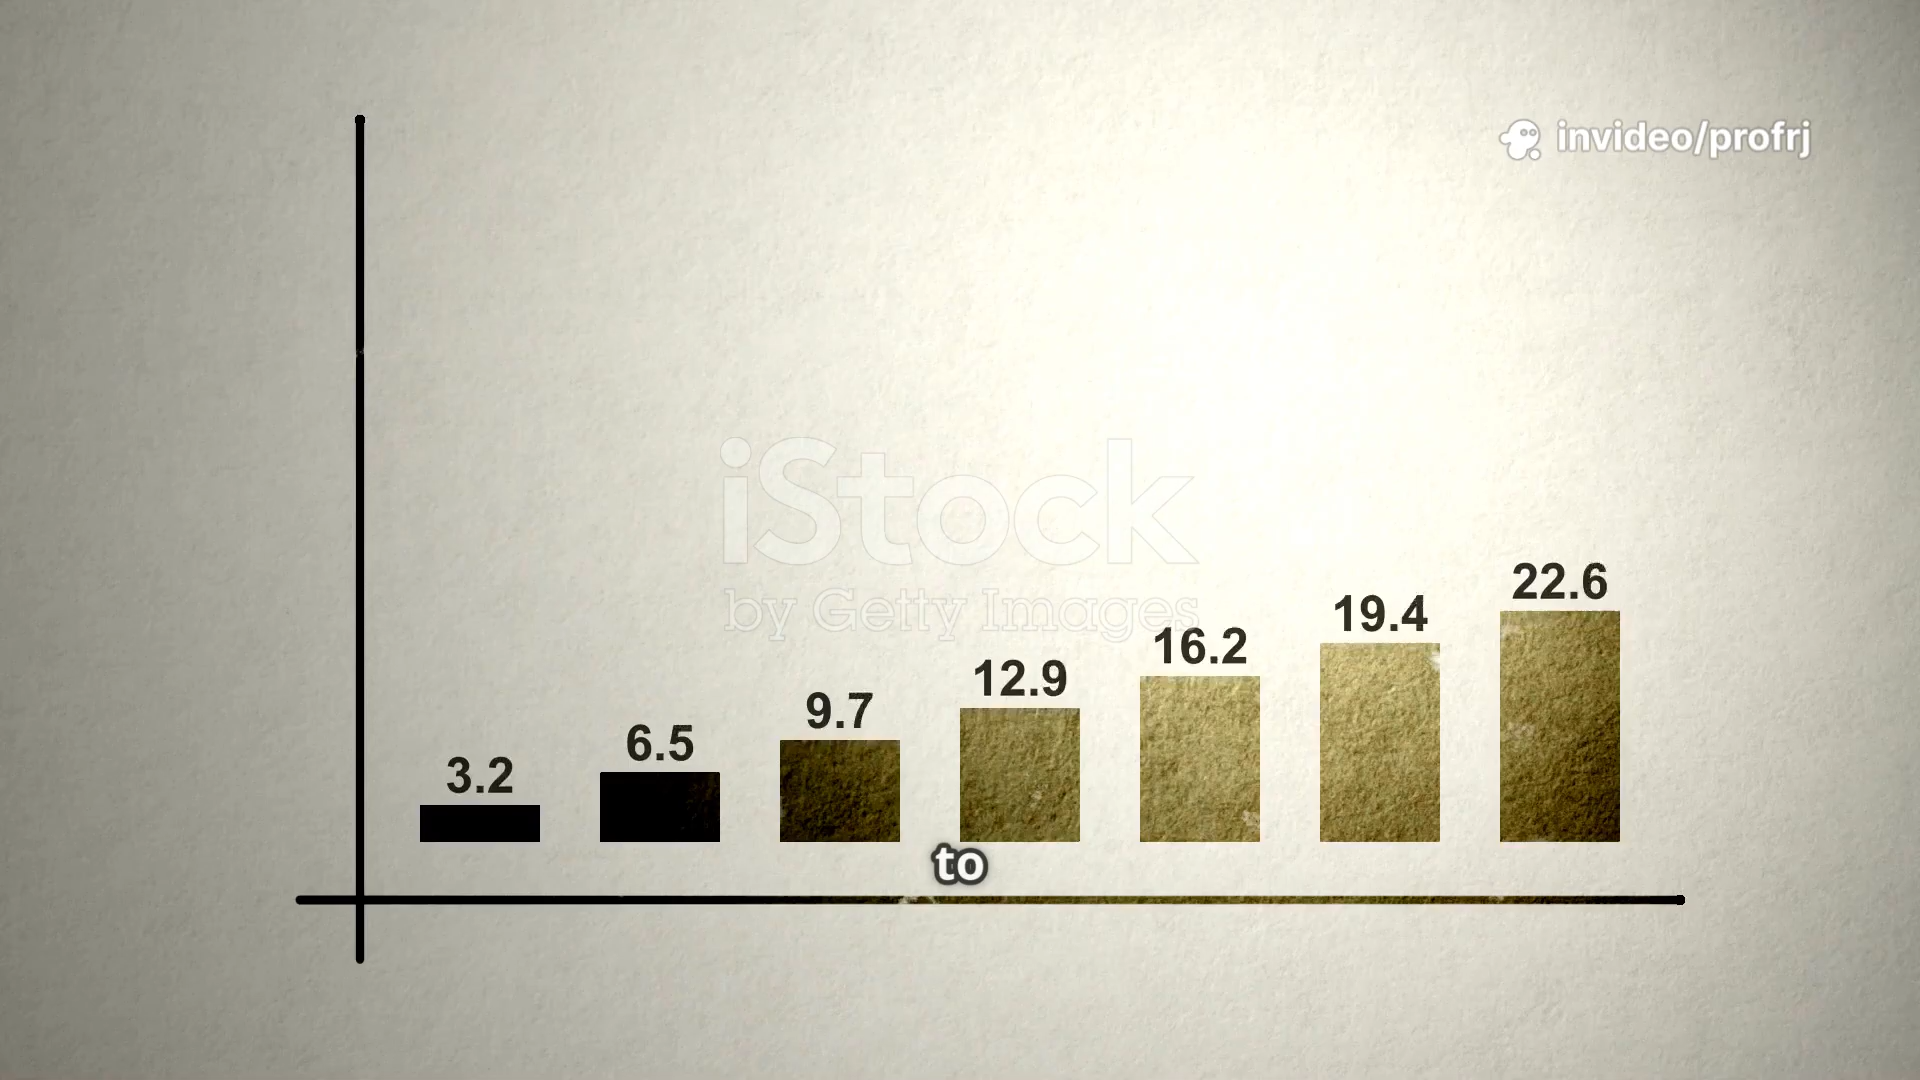 invideo/profrj
iStock
by Getty Images
22.6
19.4
16.2
12.9
9.7
6.5
3.2
to